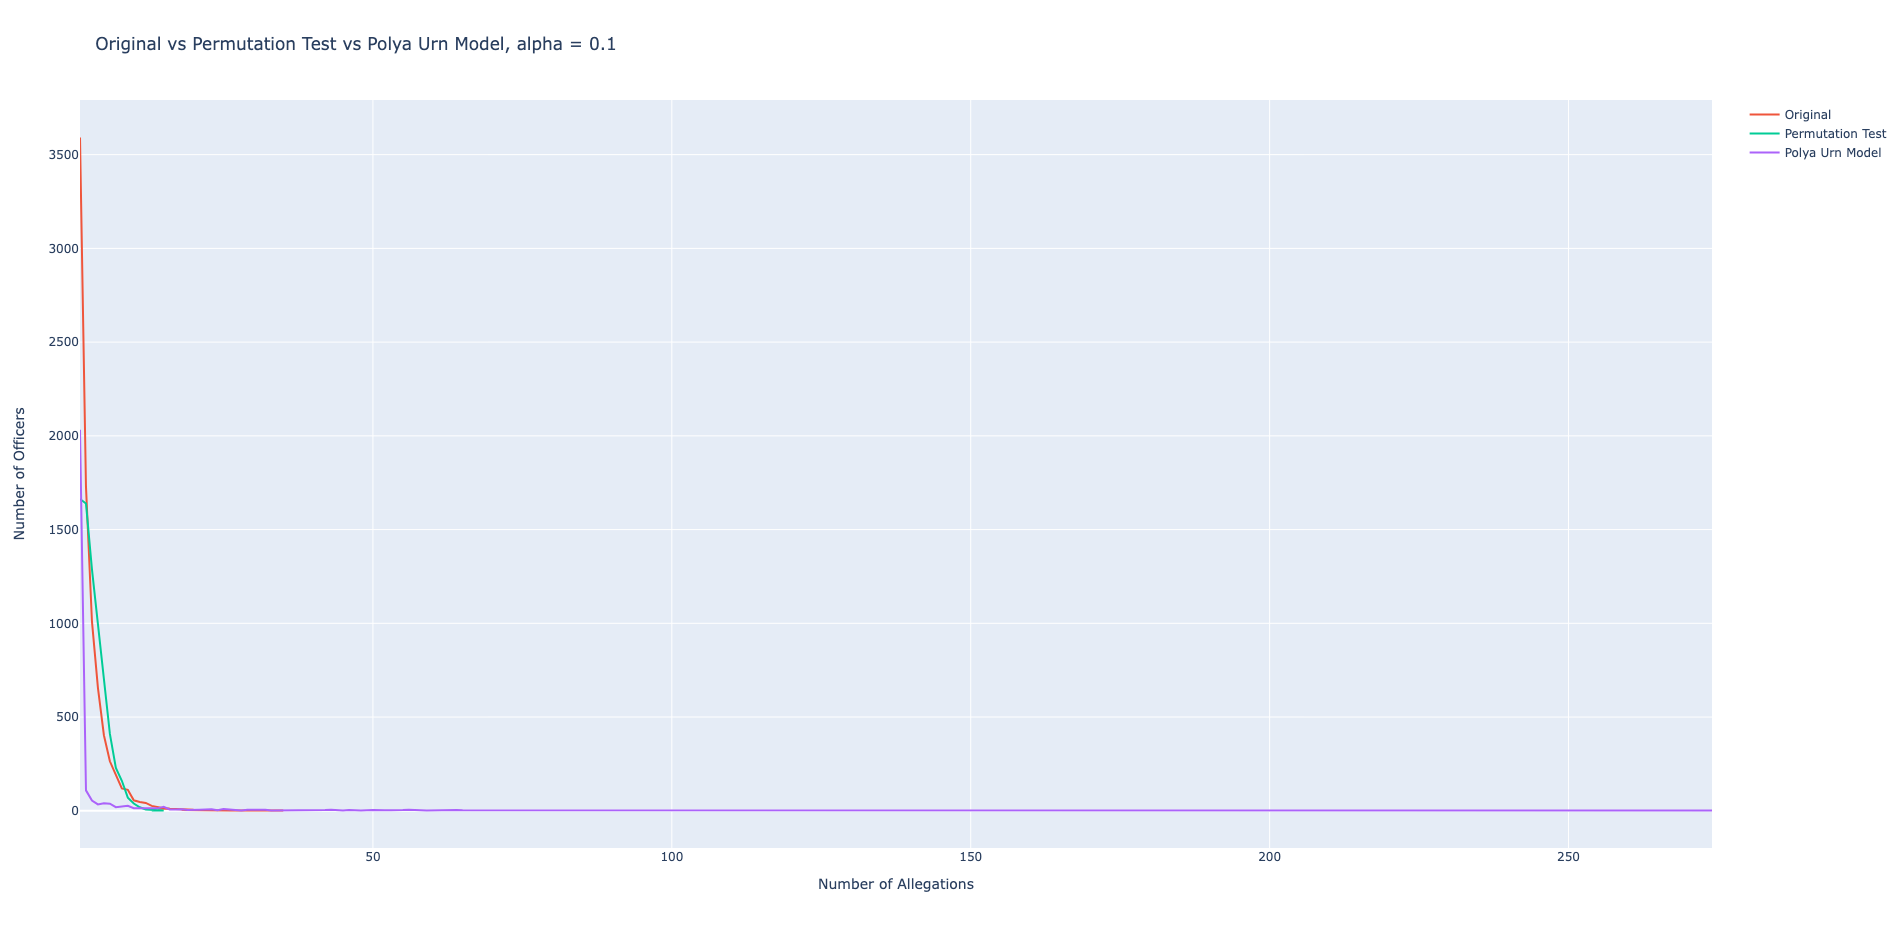 Original vs Permutation Test vs Polya Urn Model, alpha = 0.1
Original
Permutation Test
Polya Urn Model
3500
3000
2500
2000
1500
1000
500
0
Number of Officers
50
100
150
200
250
Number of Allegations